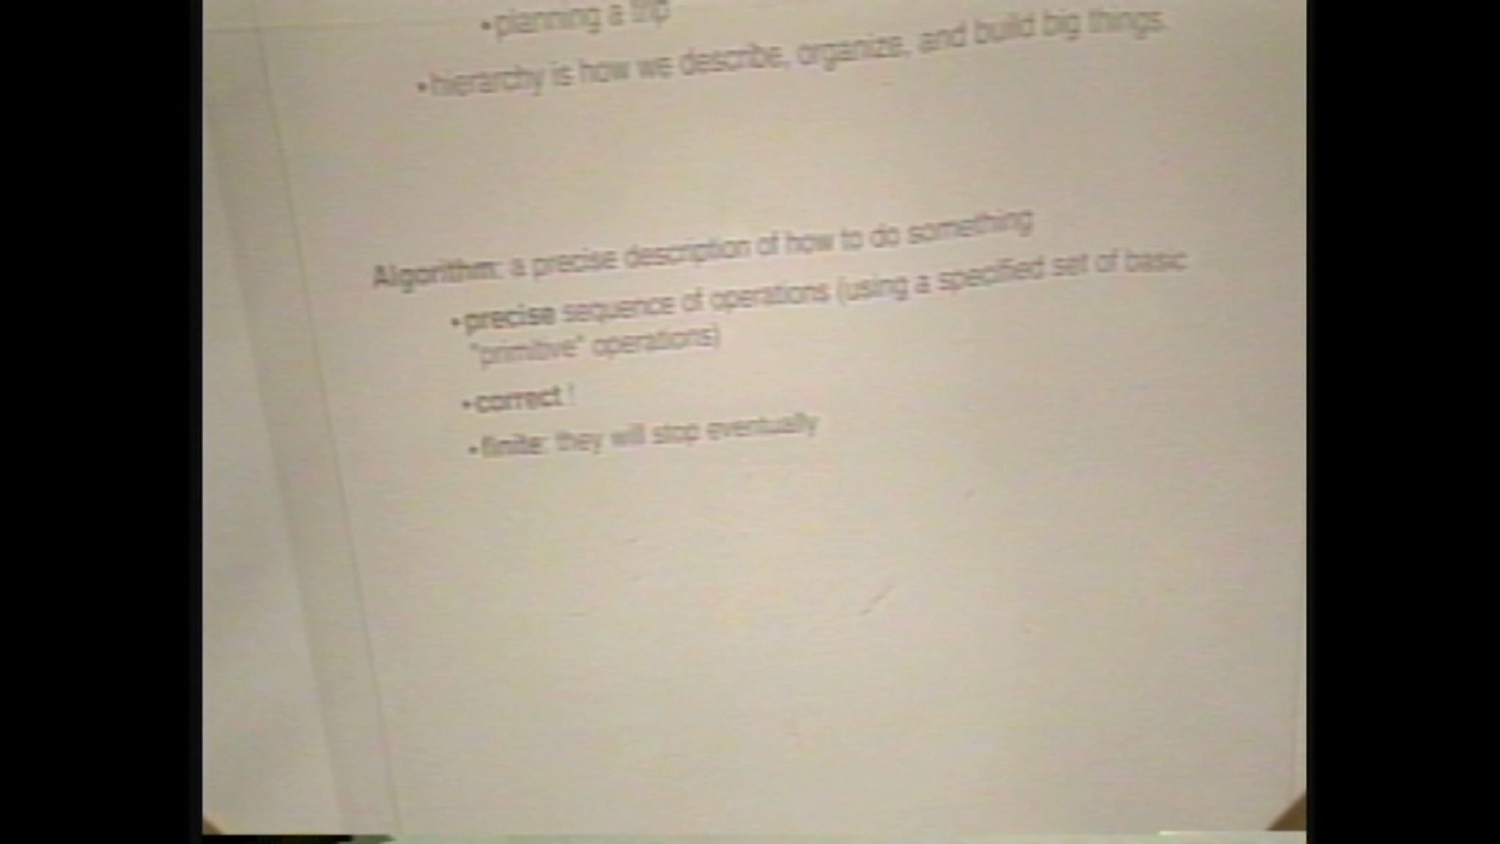 •planning a trip
•hierarchy is how we describe, organize, and build big things.
Algorithm: a precise description of how to do something
•precise sequence of operations (using a specified set of basic
"primitive" operations)
•correct !
•finite: they will stop eventually